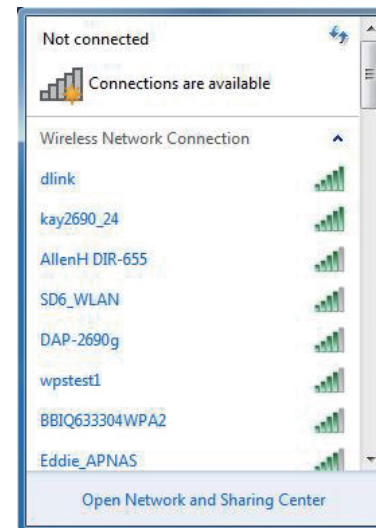 Not connected
Connections are available
Wireless Network Connection
dlink
kay2690_24
AllenH DIR-655
SD6_WLAN
DAP-2690g
wpstest1
BBIQ633304WPA2
Eddie_APNAS
Open Network and Sharing Center